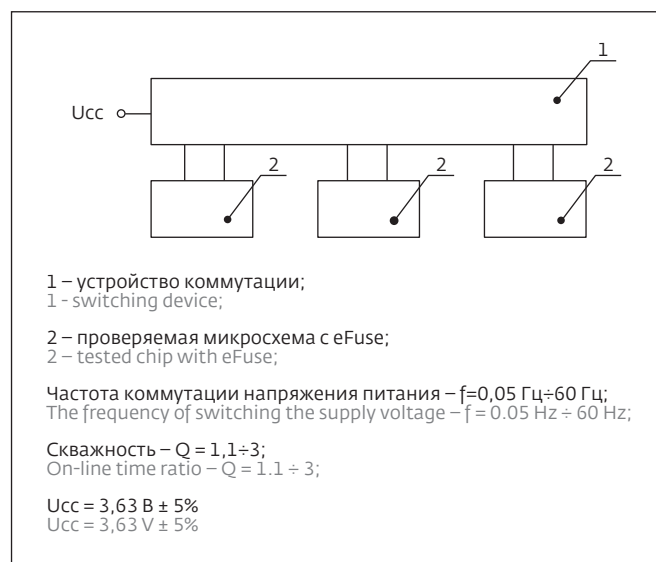 1
Ucc
2 2 2
1 – устройство коммутации;
1 - switching device;
2 – проверяемая микросхема с eFuse;
2 – tested chip with eFuse;
Частота коммутации напряжения питания – f=0,05 Гц÷60 Гц;
The frequency of switching the supply voltage – f = 0.05 Hz ÷ 60 Hz;
Скважность – Q = 1,1÷3;
On-line time ratio – Q = 1.1 ÷ 3;
Ucc = 3,63 В ± 5%
Ucc = 3,63 V ± 5%